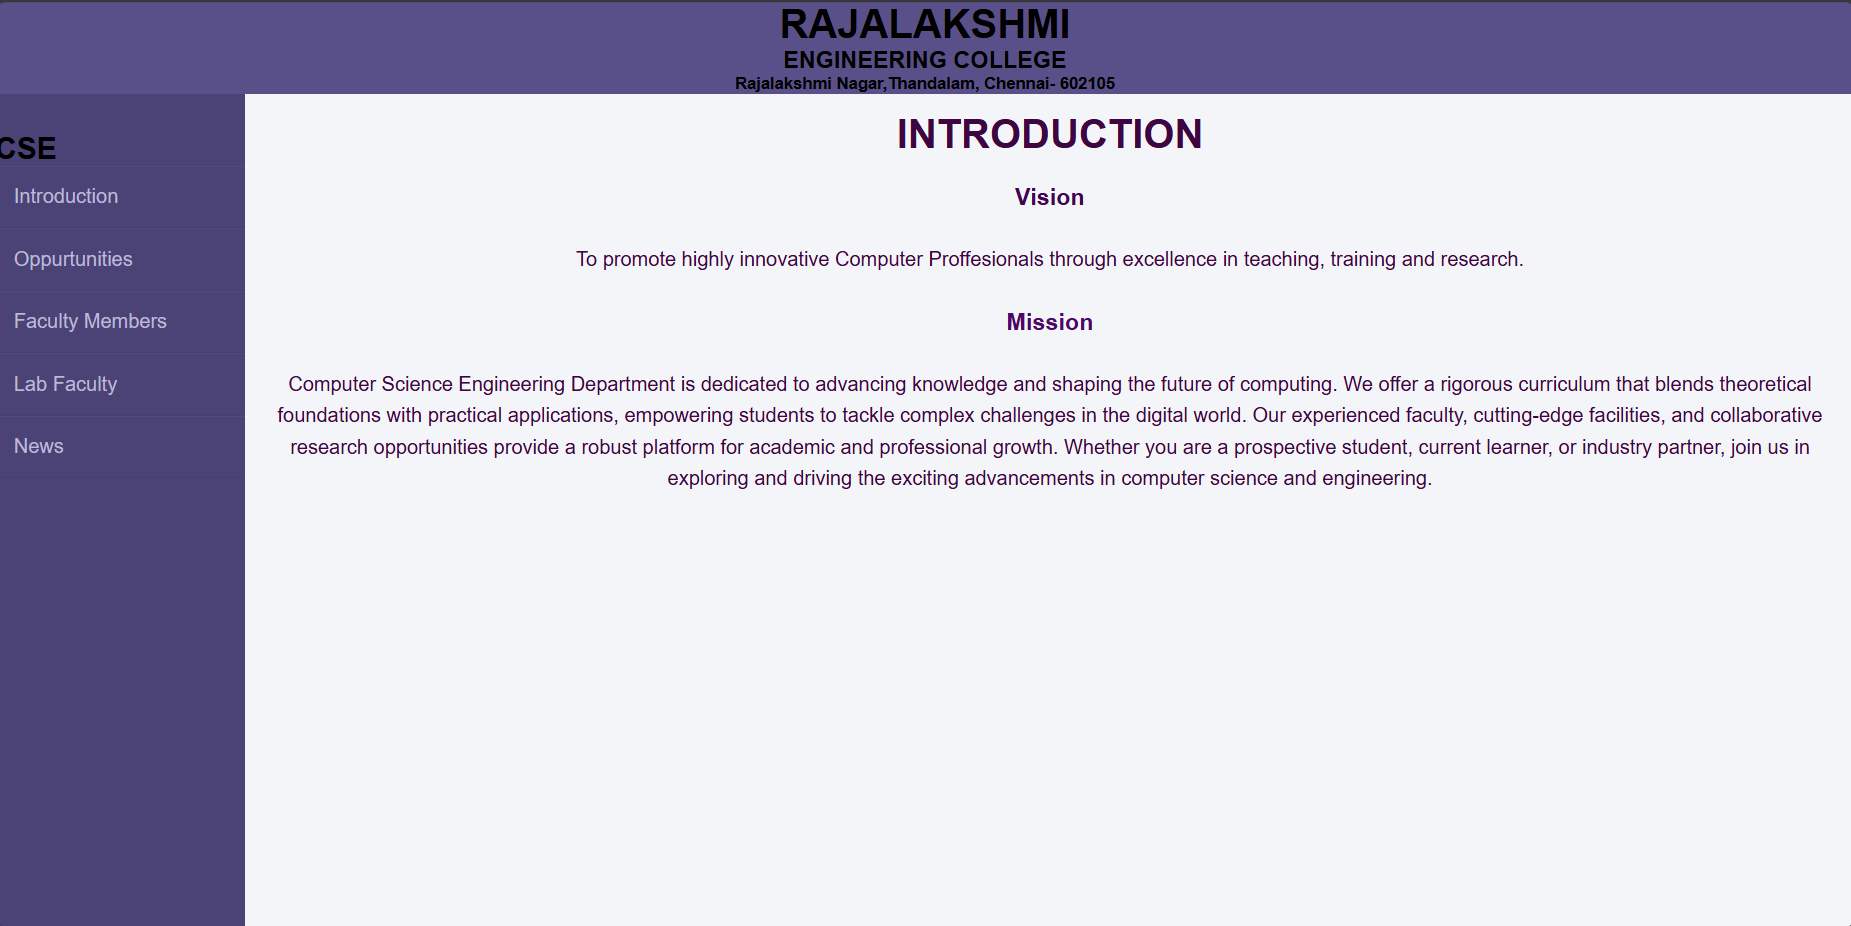 RAJALAKSHMI
ENGINEERING COLLEGE
Rajalakshmi Nagar,Thandalam, Chennai- 602105
CSE
Introduction
Oppurtunities
Faculty Members
Lab Faculty
News
INTRODUCTION
Vision
To promote highly innovative Computer Proffesionals through excellence in teaching, training and research.
Mission
Computer Science Engineering Department is dedicated to advancing knowledge and shaping the future of computing. We offer a rigorous curriculum that blends theoretical
foundations with practical applications, empowering students to tackle complex challenges in the digital world. Our experienced faculty, cutting-edge facilities, and collaborative
research opportunities provide a robust platform for academic and professional growth. Whether you are a prospective student, current learner, or industry partner, join us in
exploring and driving the exciting advancements in computer science and engineering.